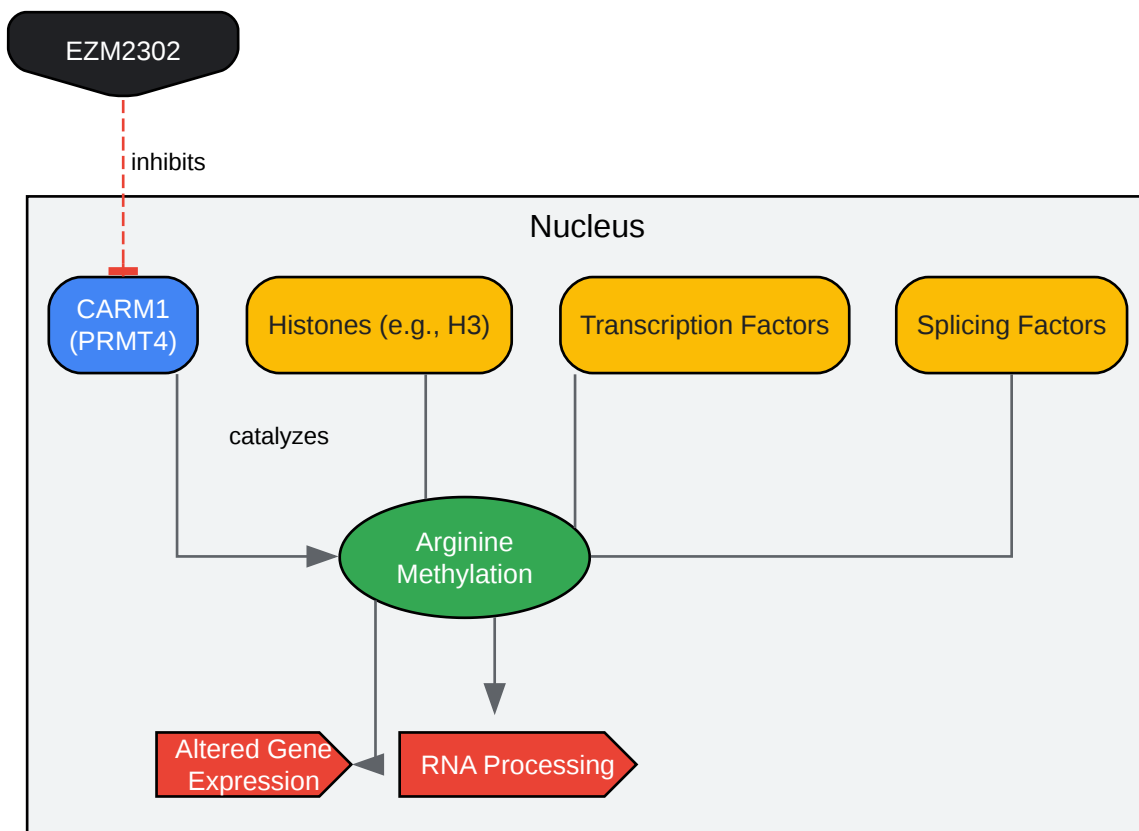 EZM2302
inhibits
Nucleus
CARM1
(PRMT4)
Histones (e.g., H3)
Transcription Factors
Splicing Factors
catalyzes
Arginine
Methylation
Altered Gene
Expression
RNA Processing